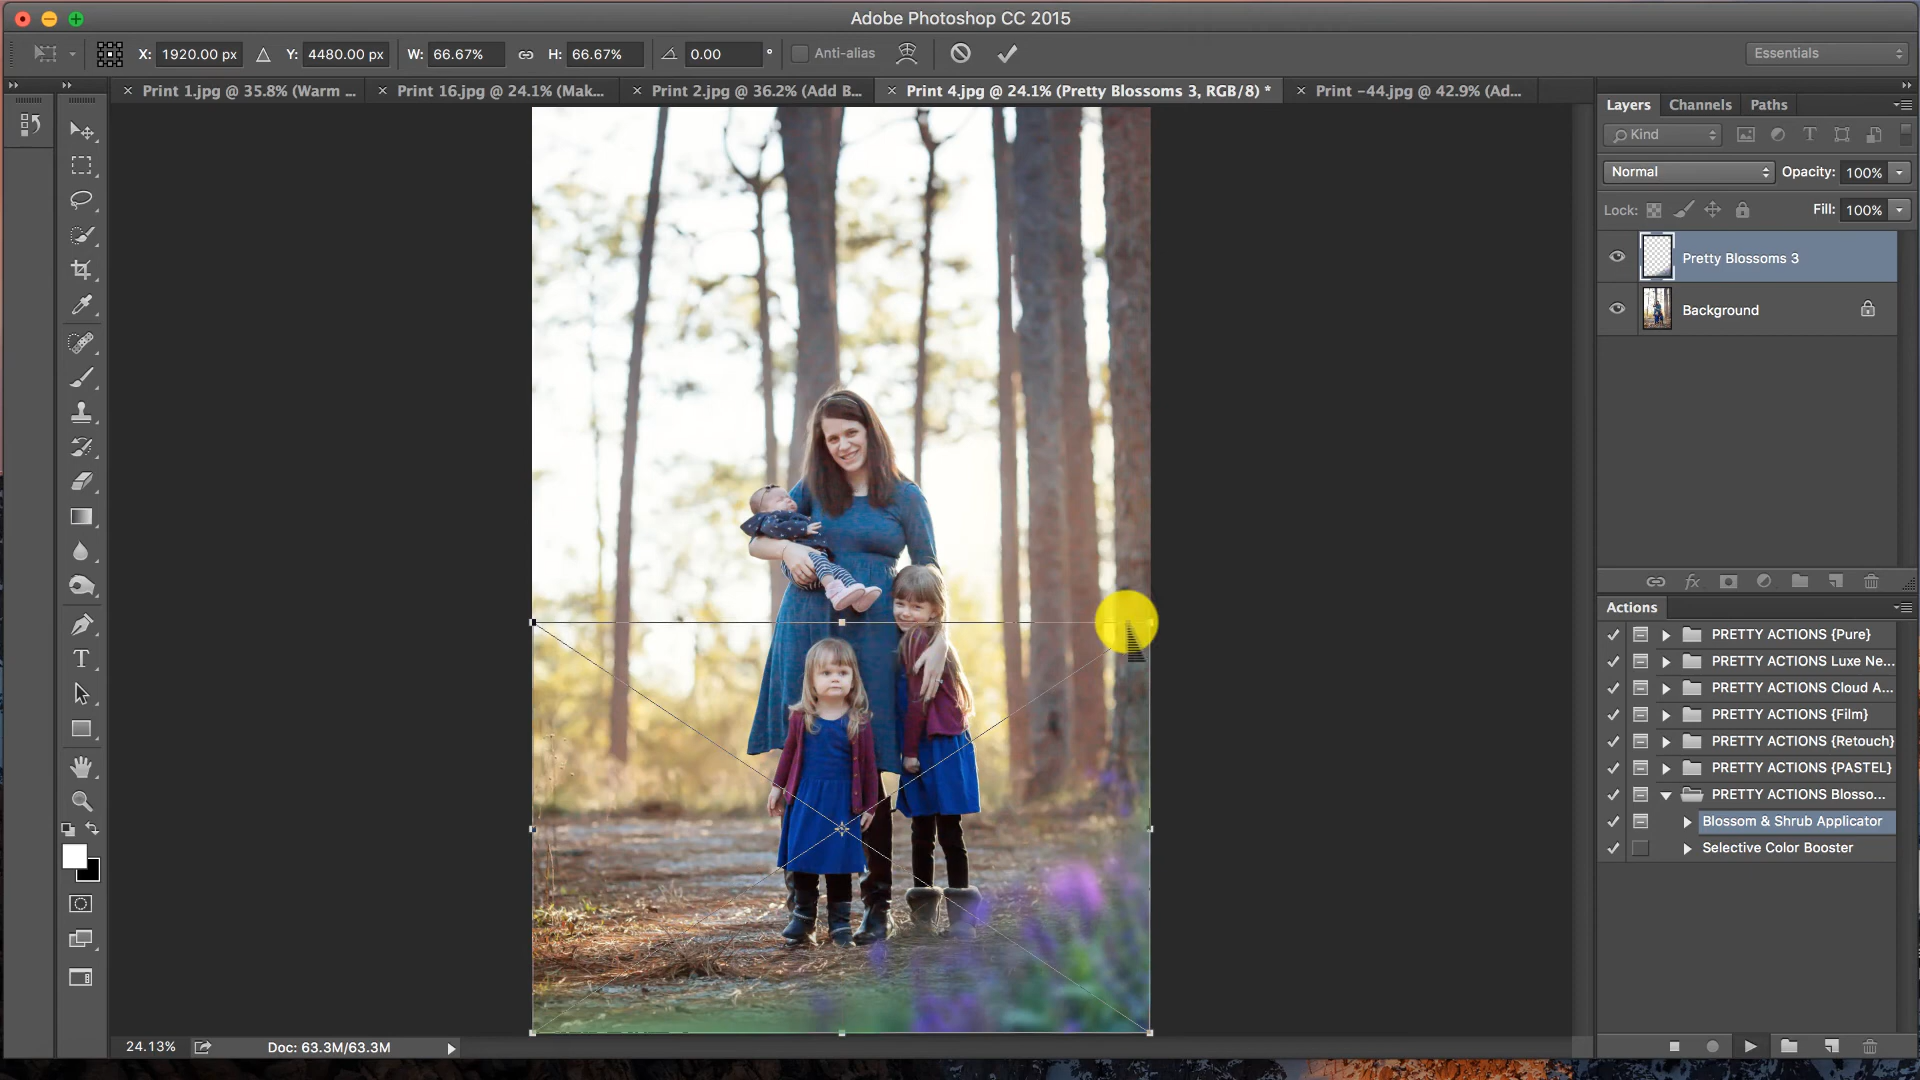 Adobe Photoshop CC 2015
X: 1920.00 px Y: 4480.00 px W: 66.67% H: 66.67% 0.00 ° Anti-alias Essentials
Print 1.jpg @ 35.8% (Warm ... Print 16.jpg @ 24.1% (Mak... Print 2.jpg @ 36.2% (Add B... Print 4.jpg @ 24.1% (Pretty Blossoms 3, RGB/8) * Print -44.jpg @ 42.9% (Ad...
Layers Channels Paths
Kind
Normal Opacity: 100%
Lock: Fill: 100%
Pretty Blossoms 3
Background
Actions
PRETTY ACTIONS {Pure}
PRETTY ACTIONS Luxe Ne...
PRETTY ACTIONS Cloud A...
PRETTY ACTIONS {Film}
PRETTY ACTIONS {Retouch}
PRETTY ACTIONS {PASTEL}
PRETTY ACTIONS Blosso...
Blossom & Shrub Applicator
Selective Color Booster
24.13% Doc: 63.3M/63.3M